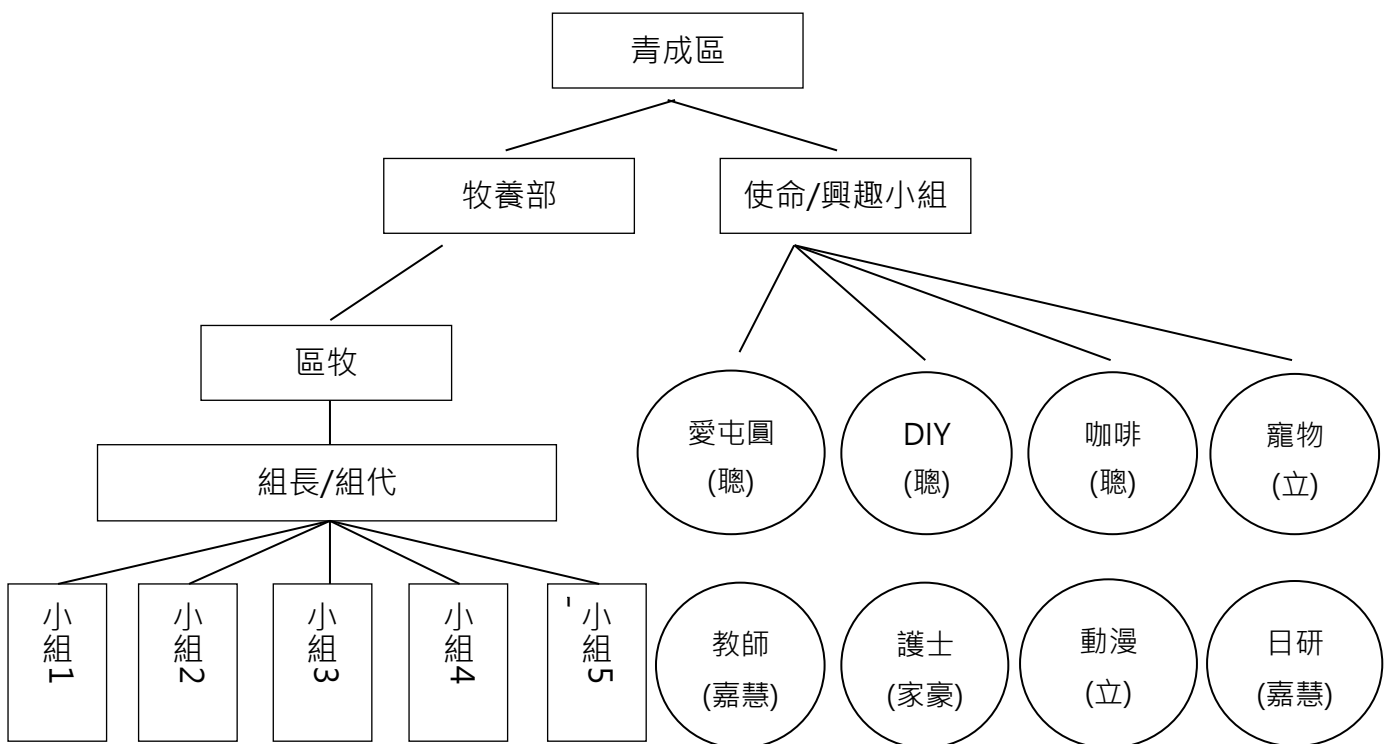 青成區
牧養部
使命/興趣小組
區牧
組長/組代
小組1
小組2
小組3
小組4
小組5
愛屯圓
(聰)
DIY
(聰)
咖啡
(聰)
寵物
(立)
教師
(嘉慧)
護士
(家豪)
動漫
(立)
日研
(嘉慧)